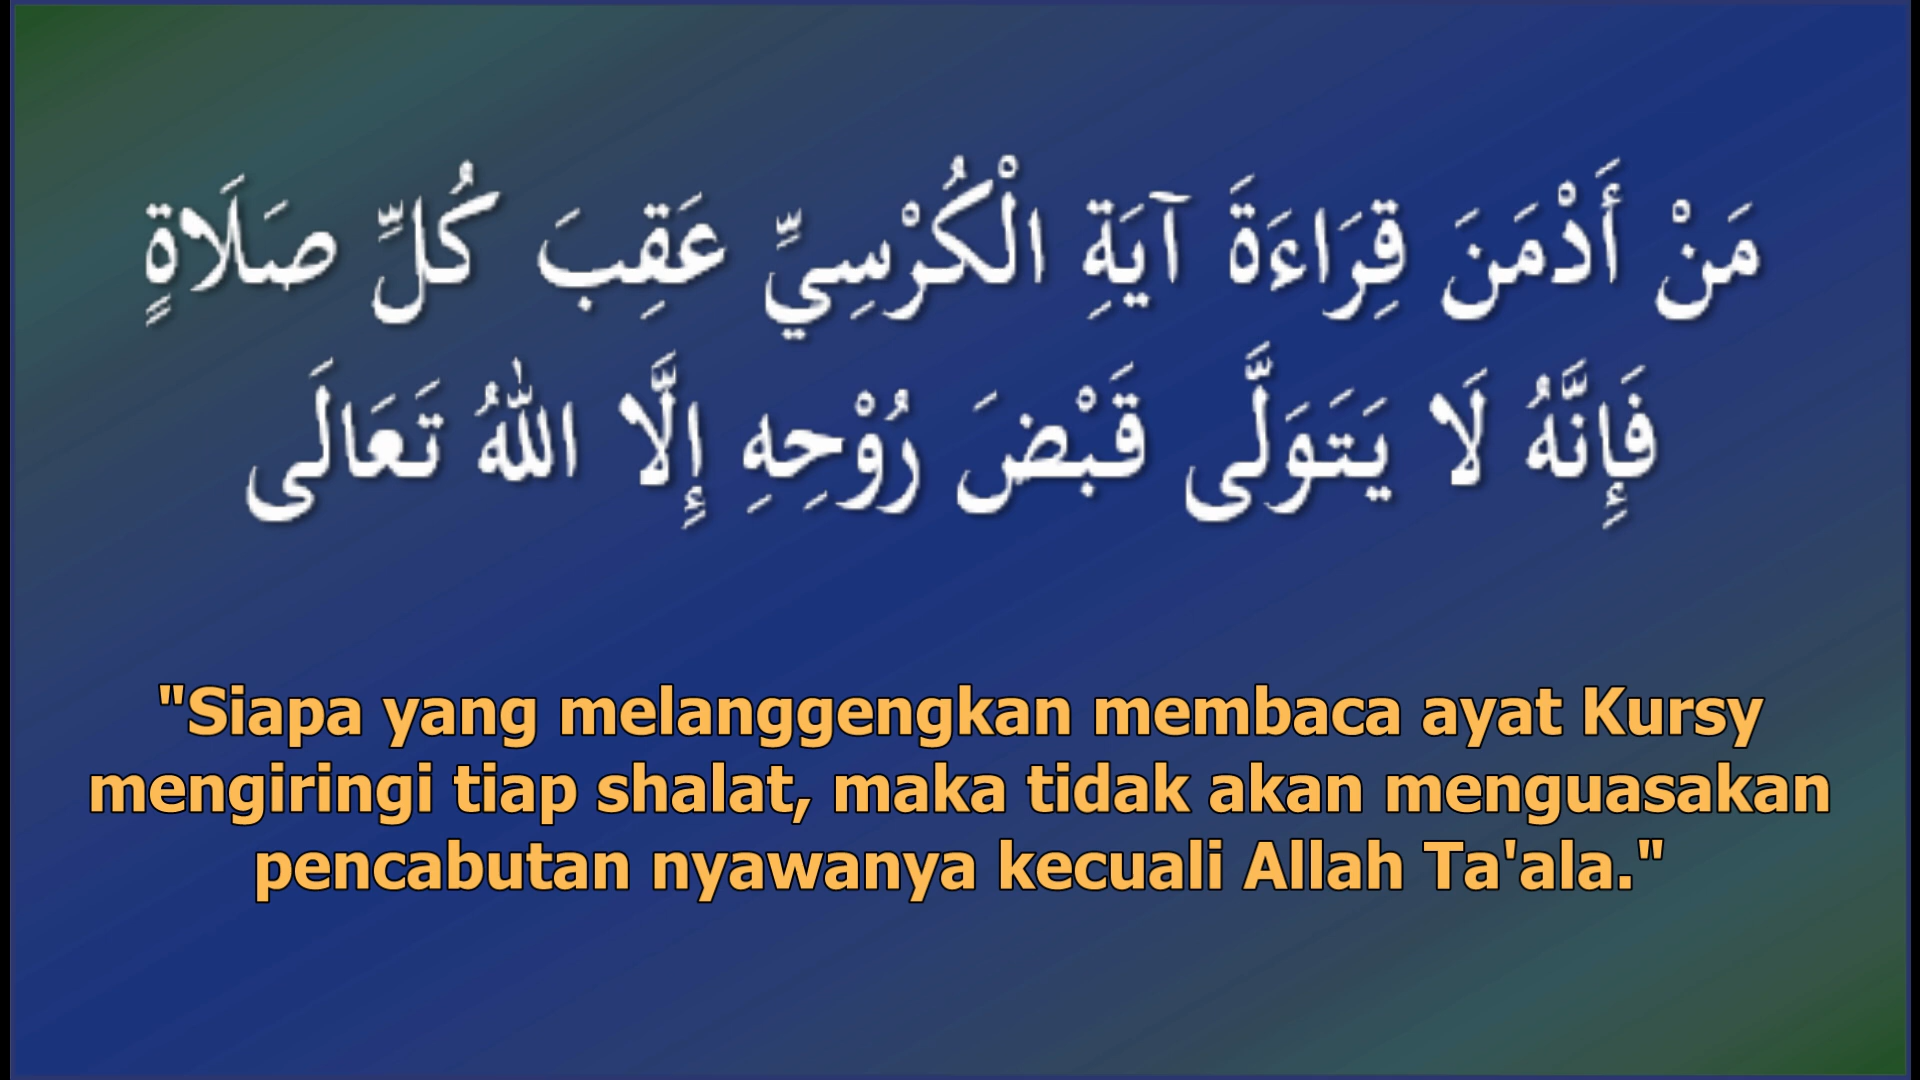 مَنْ أَدْمَنَ قِرَاءَةَ آيَةِ الْكُرْسِيِّ عَقِبَ كُلِّ صَلَاةٍ
فَإِنَّهُ لَا يَتَوَلَّى قَبْضَ رُوْحِهِ إِلَّا اللهُ تَعَالَى
"Siapa yang melanggengkan membaca ayat Kursy
mengiringi tiap shalat, maka tidak akan menguasakan
pencabutan nyawanya kecuali Allah Ta'ala."